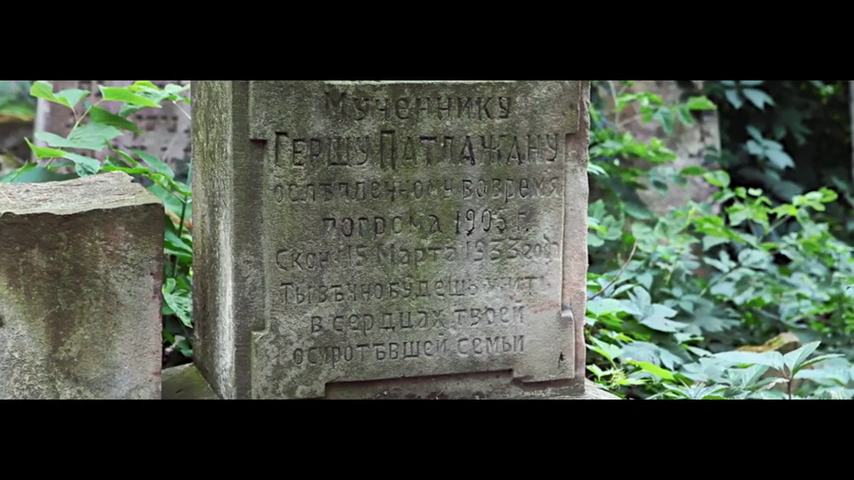 Мученнику
Гершу Патлажану
ослѣпленному во время
погрома 1903 г.
Скон. 15 Марта 1933 года
Ты вѣчно будешь жить
в сердцах твоей
осиротѣвшей семьи